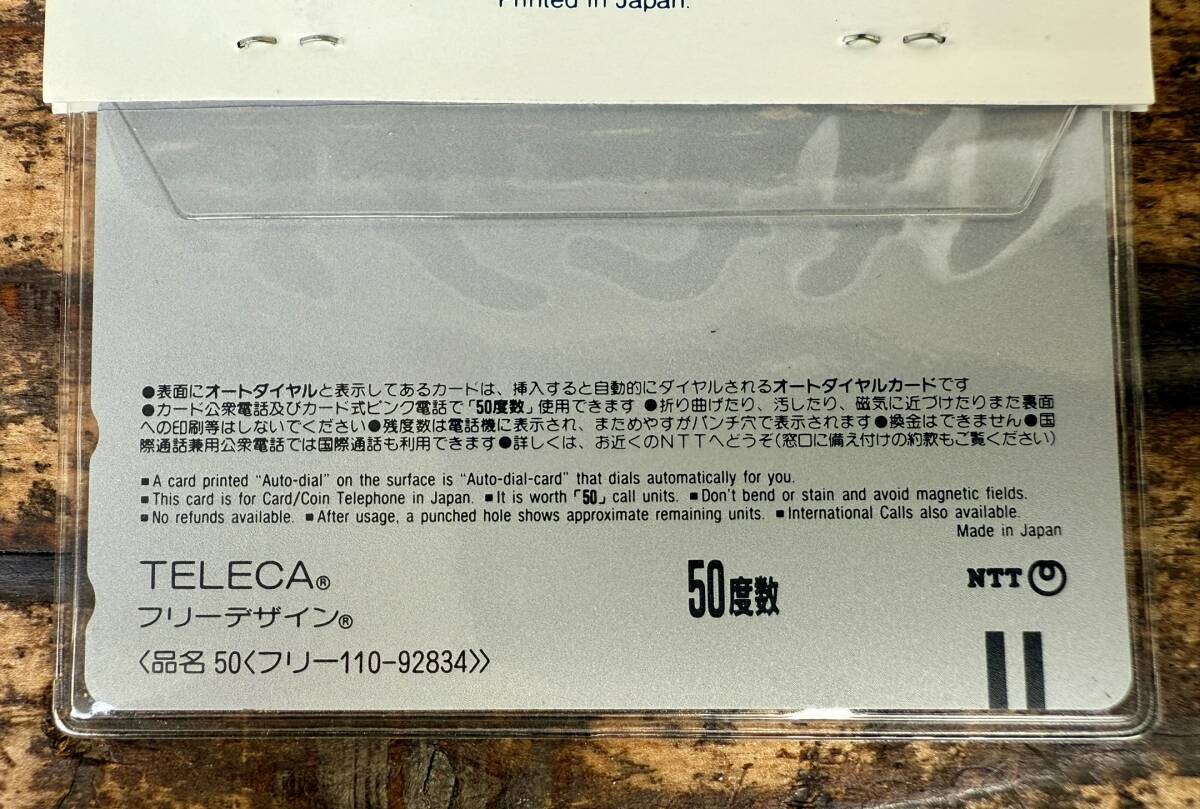 Printed in Japan.
●表面にオートダイヤルと表示してあるカードは、挿入すると自動的にダイヤルされるオートダイヤルカードです
●カード公衆電話及びカード式ピンク電話で「50度数」使用できます ●折り曲げたり、汚したり、磁気に近づけたりまた裏面
への印刷等はしないでください●残度数は電話機に表示され、まためやすがパンチ穴で表示されます●換金はできません●国
際通話兼用公衆電話では国際通話も利用できます●詳しくは、お近くのNTTへどうぞ(窓口に備え付けの約款もご覧ください)
■A card printed "Auto-dial" on the surface is "Auto-dial-card" that dials automatically for you.
■This card is for Card/Coin Telephone in Japan. ■It is worth「50」call units. ■Don't bend or stain and avoid magnetic fields.
■No refunds available. ■After usage, a punched hole shows approximate remaining units. ■International Calls also available.
Made in Japan
TELECA®
50度数
NTT
フリーデザイン®
〈品名 50〈フリー110-92834〉〉